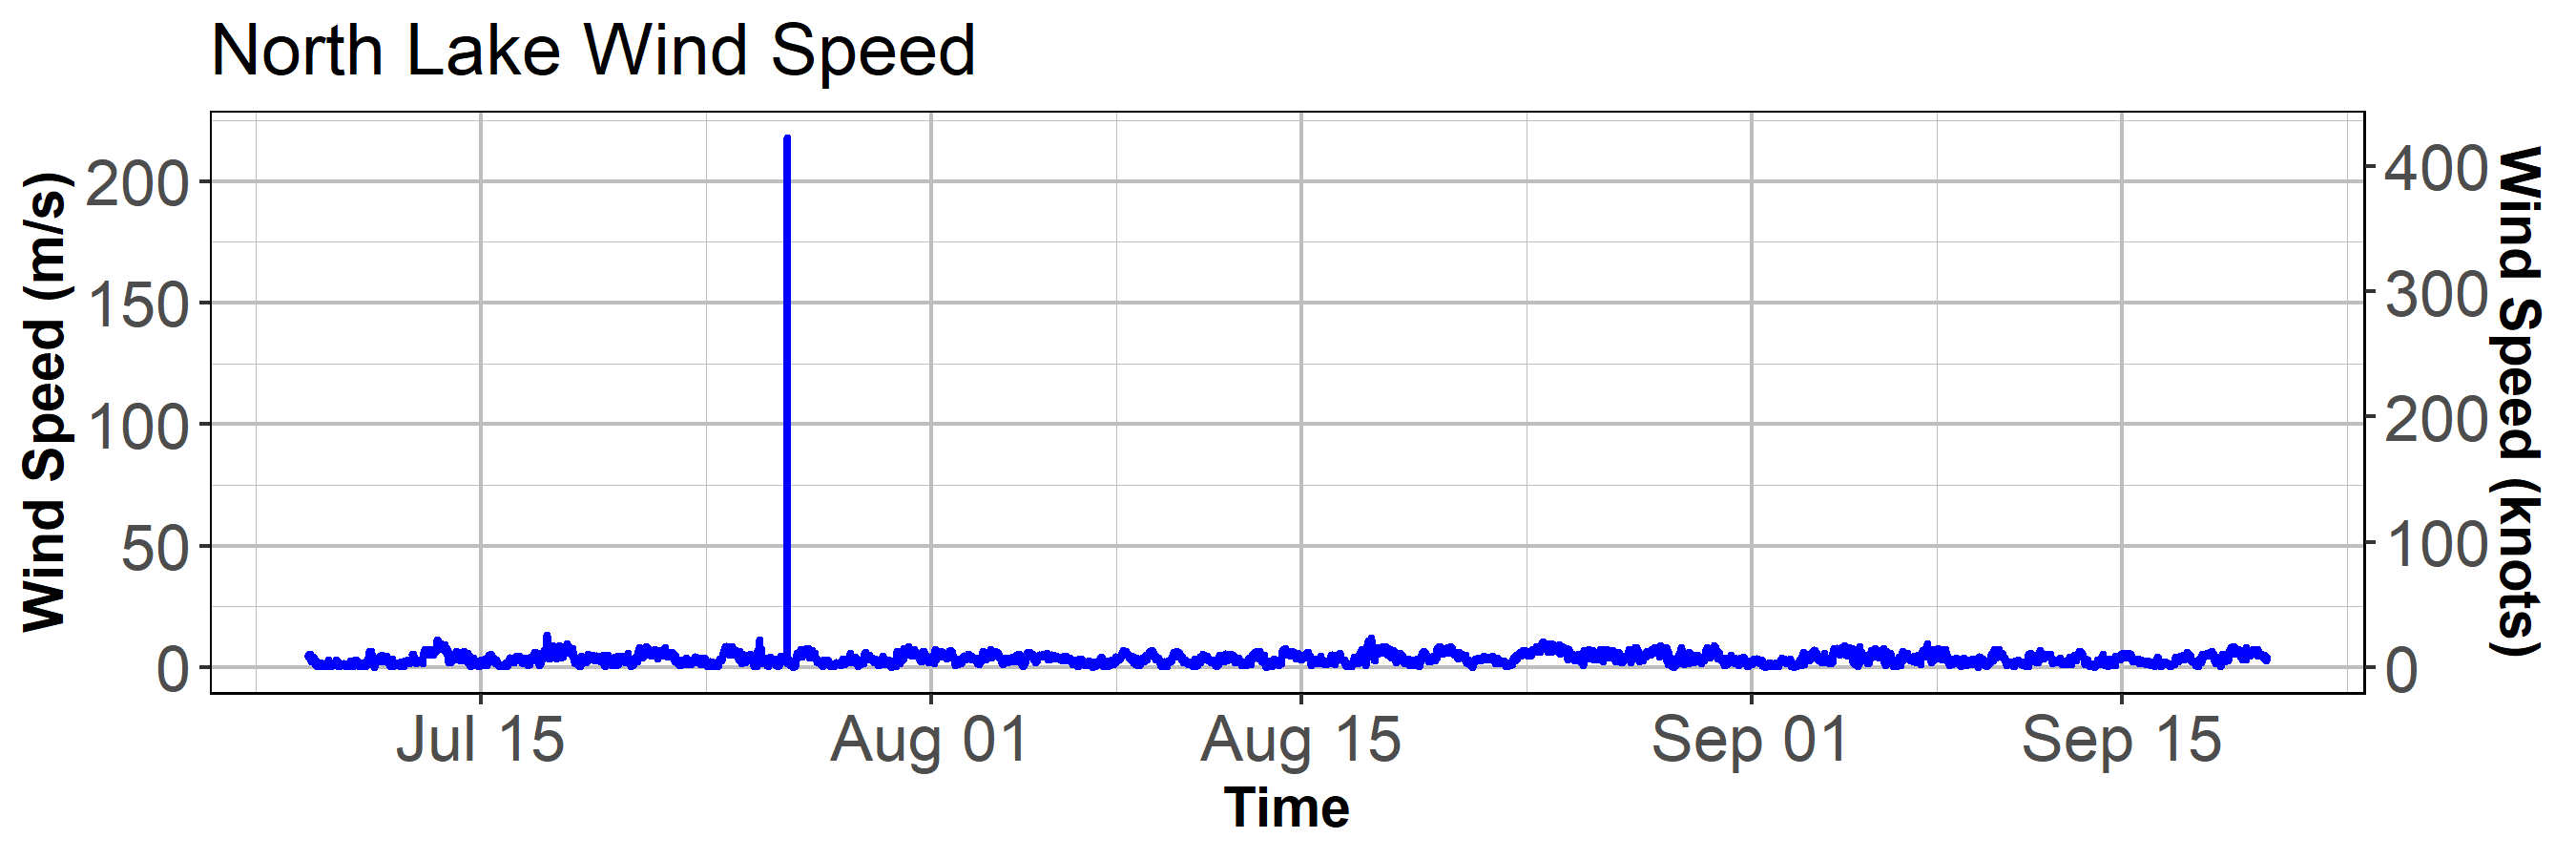 North Lake Wind Speed
Wind Speed (m/s)
200
150
100
50
0
400
300
200
100
0
Wind Speed (knots)
Jul 15
Aug 01
Aug 15
Sep 01
Sep 15
Time